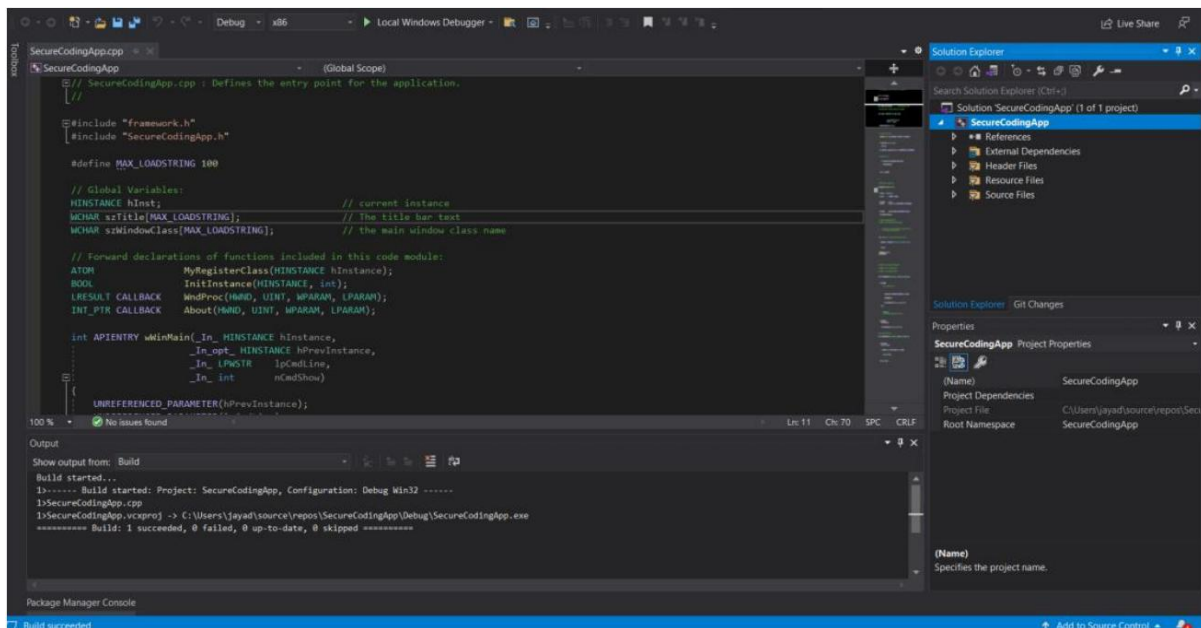 Debug x86 Local Windows Debugger Live Share
Toolbox
SecureCodingApp.cpp
SecureCodingApp (Global Scope)
// SecureCodingApp.cpp : Defines the entry point for the application.
//
#include "framework.h"
#include "SecureCodingApp.h"
#define MAX_LOADSTRING 100
// Global Variables:
HINSTANCE hInst; // current instance
WCHAR szTitle[MAX_LOADSTRING]; // The title bar text
WCHAR szWindowClass[MAX_LOADSTRING]; // the main window class name
// Forward declarations of functions included in this code module:
ATOM MyRegisterClass(HINSTANCE hInstance);
BOOL InitInstance(HINSTANCE, int);
LRESULT CALLBACK WndProc(HWND, UINT, WPARAM, LPARAM);
INT_PTR CALLBACK About(HWND, UINT, WPARAM, LPARAM);
int APIENTRY wWinMain(_In_ HINSTANCE hInstance,
_In_opt_ HINSTANCE hPrevInstance,
_In_ LPWSTR lpCmdLine,
_In_ int nCmdShow)
{
UNREFERENCED_PARAMETER(hPrevInstance);
100 % No issues found Ln: 11 Ch: 70 SPC CRLF
Output
Show output from: Build
Build started...
1>------ Build started: Project: SecureCodingApp, Configuration: Debug Win32 ------
1>SecureCodingApp.cpp
1>SecureCodingApp.vcxproj -> C:\Users\jayad\source\repos\SecureCodingApp\Debug\SecureCodingApp.exe
========== Build: 1 succeeded, 0 failed, 0 up-to-date, 0 skipped ==========
Package Manager Console
Build succeeded
Solution Explorer
Search Solution Explorer (Ctrl+;)
Solution 'SecureCodingApp' (1 of 1 project)
SecureCodingApp
References
External Dependencies
Header Files
Resource Files
Source Files
Solution Explorer Git Changes
Properties
SecureCodingApp Project Properties
(Name) SecureCodingApp
Project Dependencies
Project File C:\Users\jayad\source\repos\Sec
Root Namespace SecureCodingApp
(Name)
Specifies the project name.
Add to Source Control